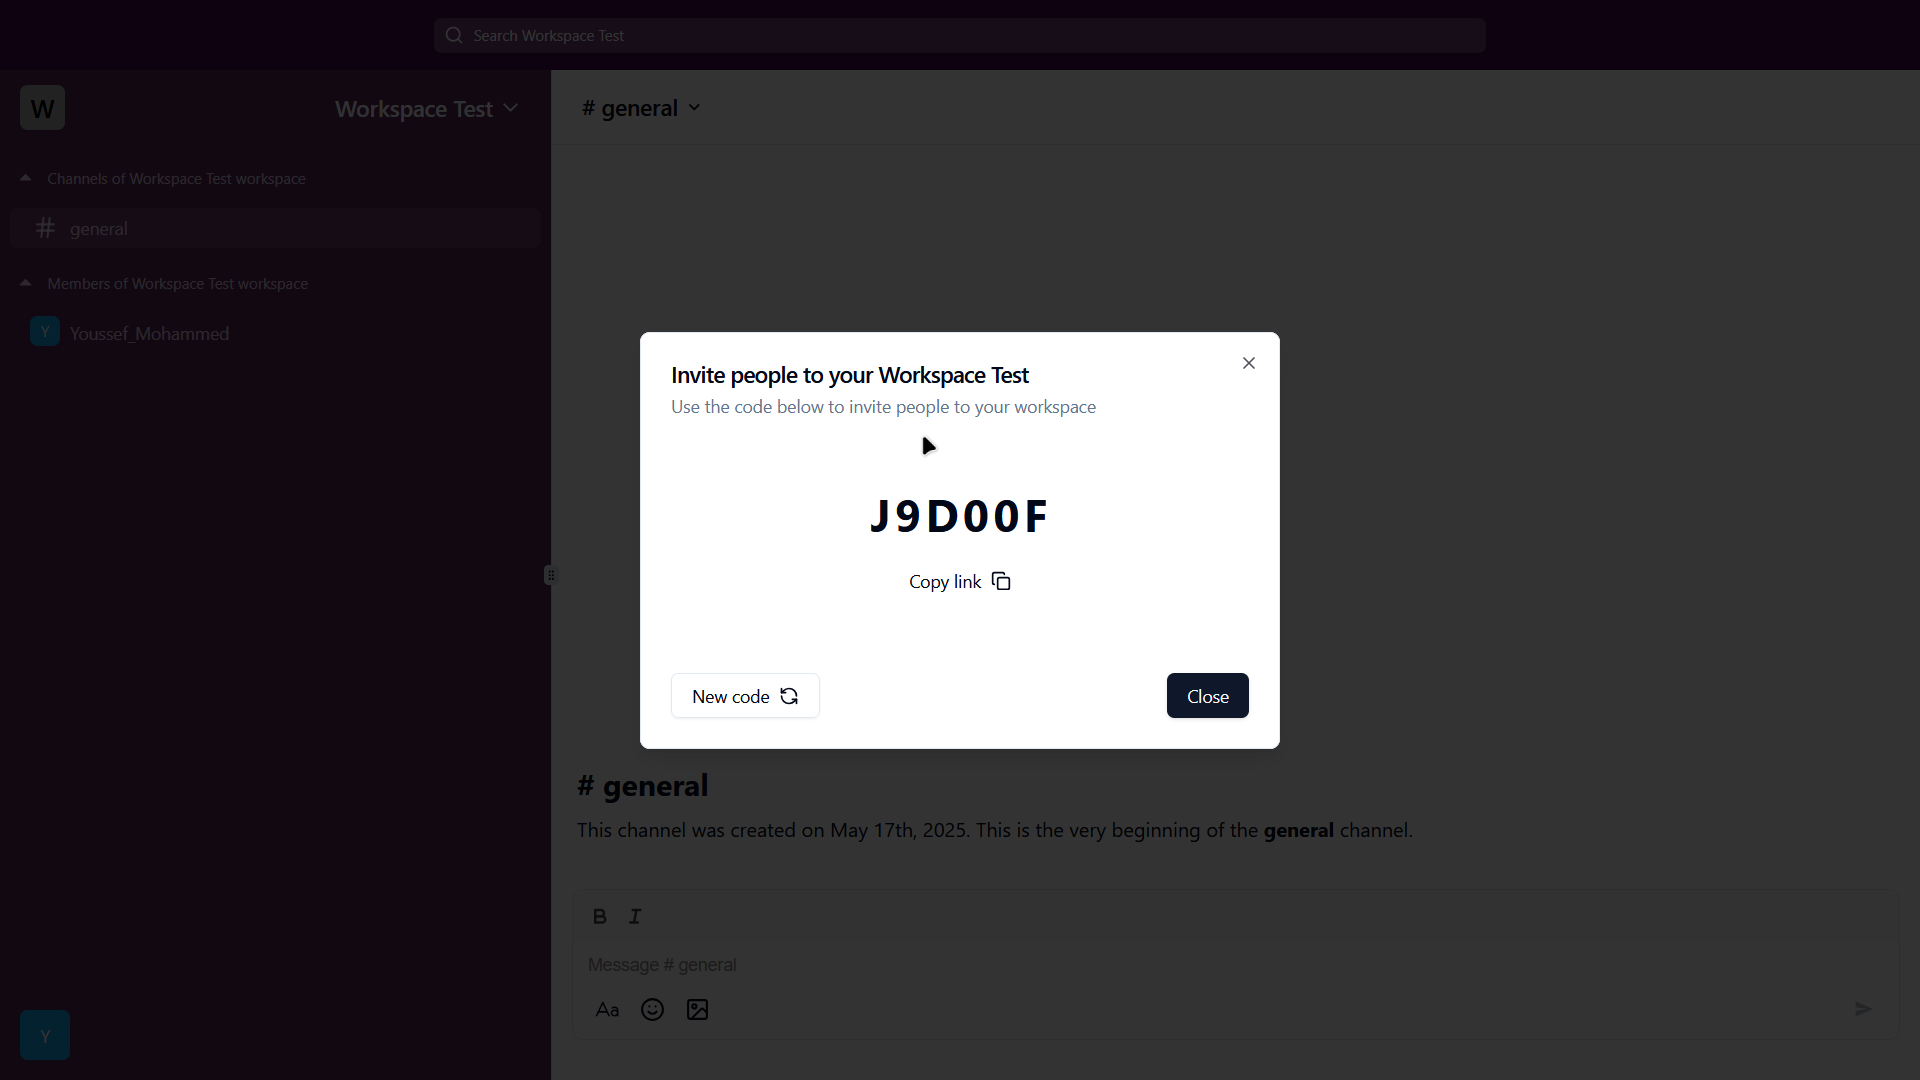 Search Workspace Test
W
Workspace Test
# general
Channels of Workspace Test workspace
# general
Members of Workspace Test workspace
Y
Youssef_Mohammed
Invite people to your Workspace Test
Use the code below to invite people to your workspace
J9D00F
Copy link
New code
Close
# general
This channel was created on May 17th, 2025. This is the very beginning of the general channel.
B I
Message # general
Aa
Y